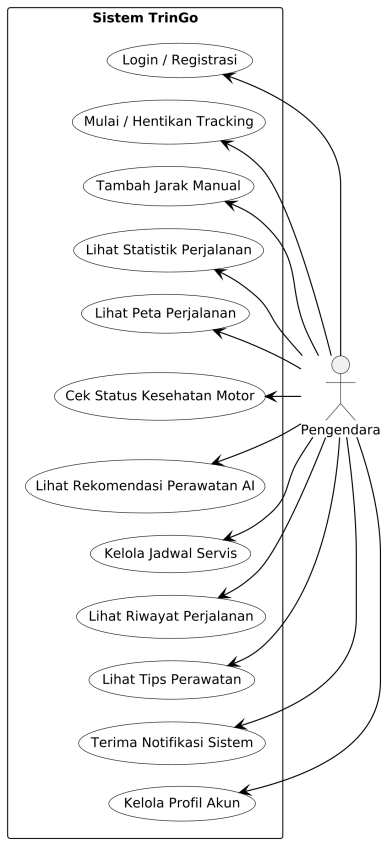 Sistem TrinGo
Login / Registrasi
Mulai / Hentikan Tracking
Tambah Jarak Manual
Lihat Statistik Perjalanan
Lihat Peta Perjalanan
Cek Status Kesehatan Motor
Pengendara
Lihat Rekomendasi Perawatan AI
Kelola Jadwal Servis
Lihat Riwayat Perjalanan
Lihat Tips Perawatan
Terima Notifikasi Sistem
Kelola Profil Akun